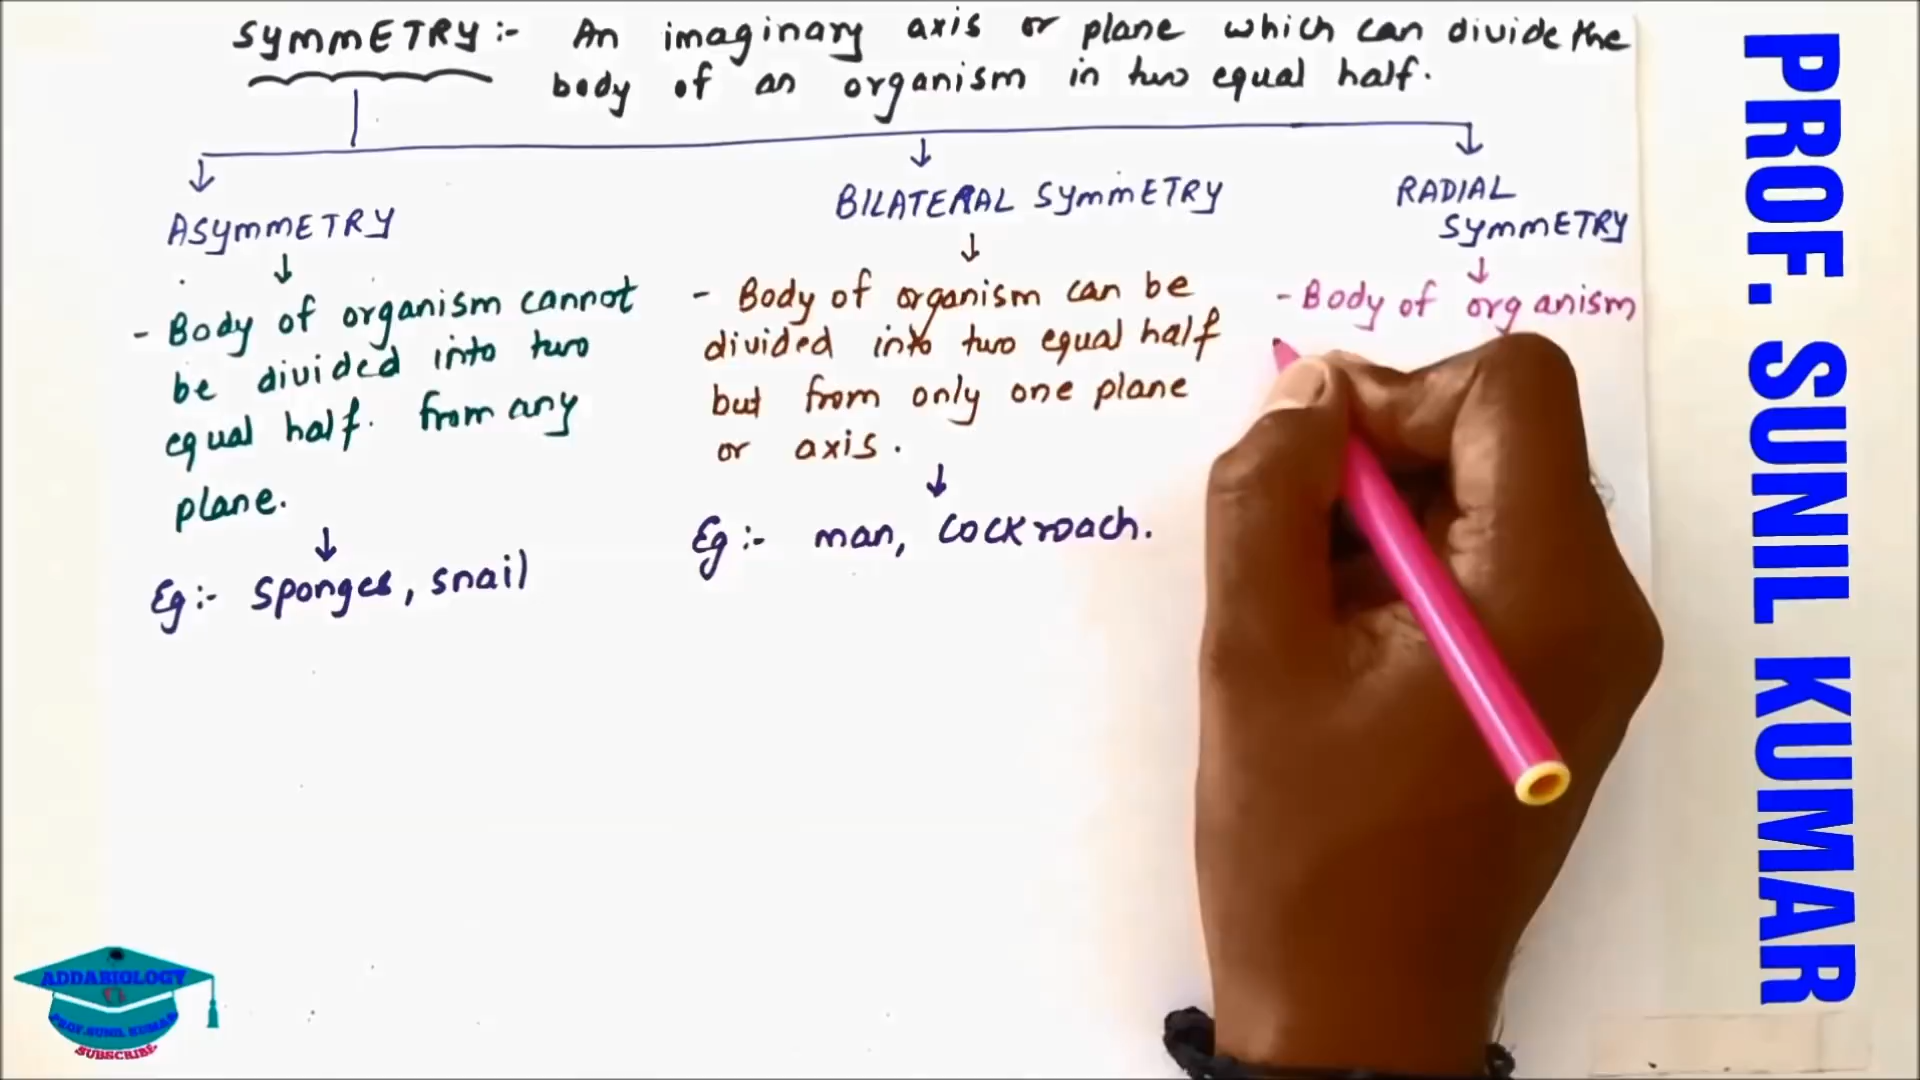 SYMMETRY:- An imaginary axis or plane which can divide the
body of an organism in two equal half.
ASYMMETRY
- Body of organism cannot
be divided into two
equal half. from any
plane.
Eg:- sponges, snail
BILATERAL SYMMETRY
- Body of organism can be
divided into two equal half
but from only one plane
or axis.
Eg:- man, cockroach.
RADIAL
SYMMETRY
- Body of organism
PROF. SUNIL KUMAR
ADDABIOLOGY
PROF.SUNIL KUMAR
SUBSCRIBE